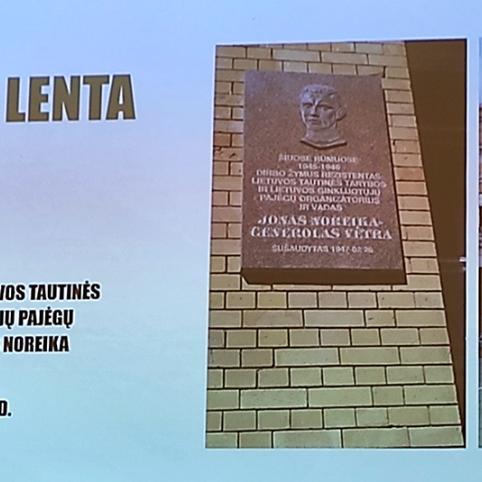 LENTA
ŠIUOSE RŪMUOSE
1945-1946
DIRBO ŽYMUS REZISTENTAS,
LIETUVOS TAUTINĖS TARYBOS
IR LIETUVOS GINKLUOTŲJŲ
PAJĖGŲ ORGANIZATORIUS
IR VADAS
JONAS NOREIKA-
GENEROLAS VĖTRA
SUŠAUDYTAS 1947-02-26
VOS TAUTINĖS
IŲ PAJĖGŲ
NOREIKA
D.